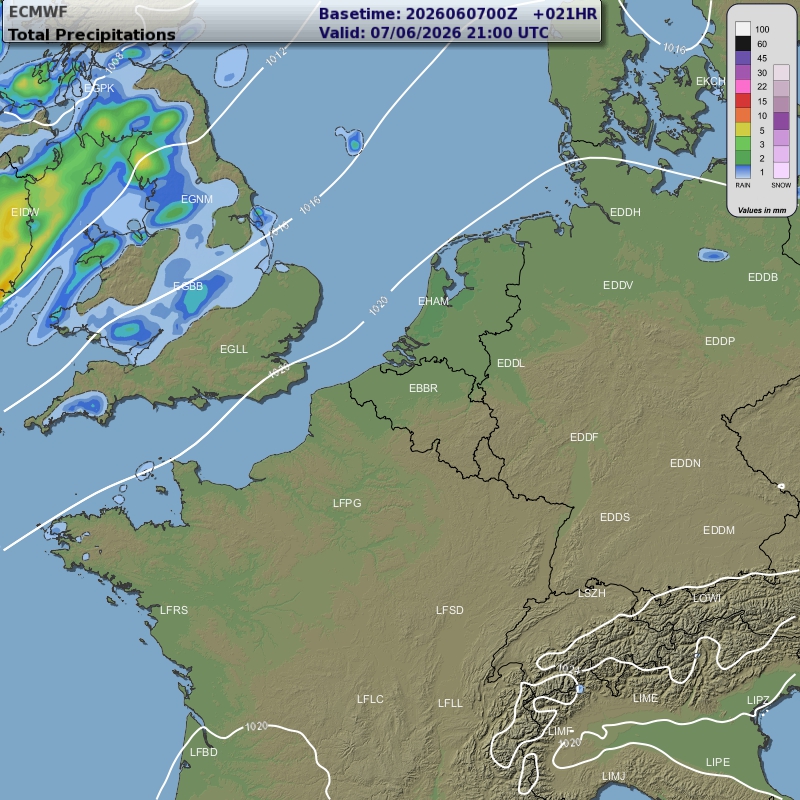 ECMWF
Basetime: 2026060700Z +021HR
Total Precipitations
Valid: 07/06/2026 21:00 UTC
1008
1012
1016
EGPK
EKCH
100
60
45
30
22
15
10
5
3
2
1
RAIN SNOW
Values in mm
EIDW
EGNM
1016
1016
EDDH
EGBB
EDDV
EDDB
EHAM
1020
EGLL
EDDP
EDDL
1020
EBBR
EDDF
EDDN
LFPG
EDDS
EDDM
LFRS
LFSD
LSZH
LOWI
1024
LFLC
LFLL
LIME
LIPZ
1020
LIMF
1020
LFBD
LIPE
LIMJ